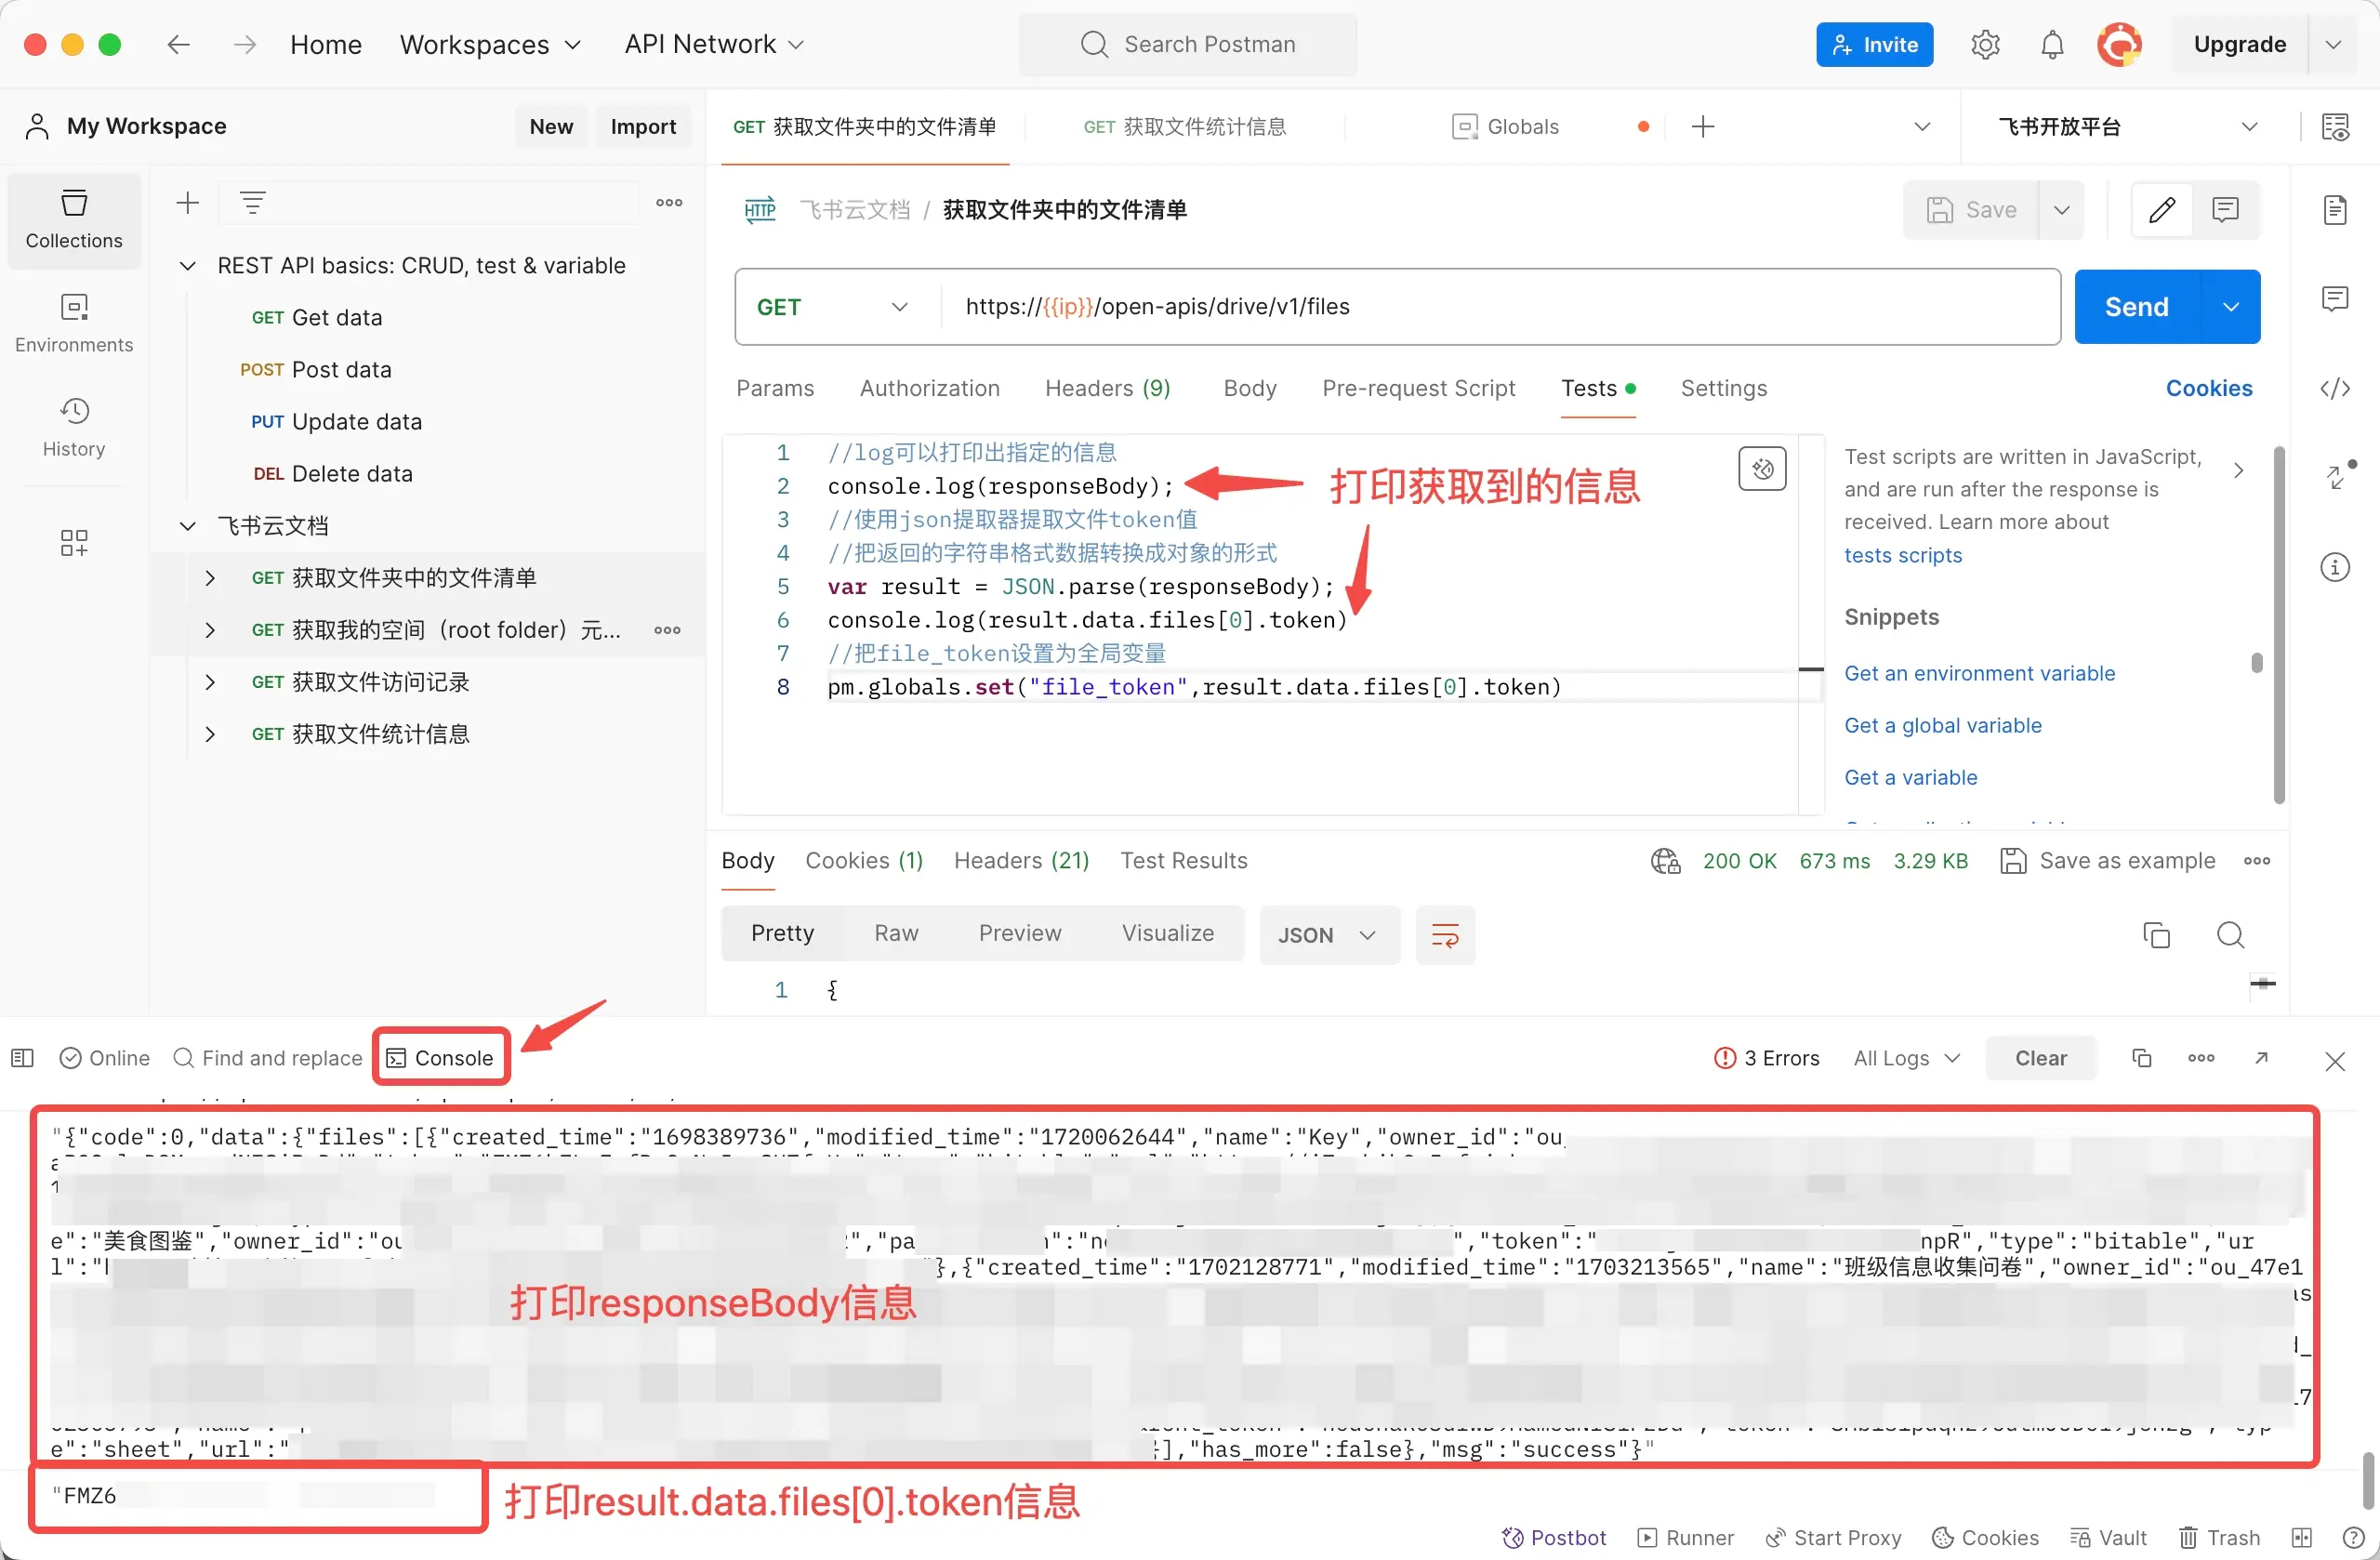 Home Workspaces API Network Search Postman Invite Upgrade
My Workspace New Import GET 获取文件夹中的文件清单 GET 获取文件统计信息 Globals 飞书开放平台
Collections
Environments
History
REST API basics: CRUD, test & variable
GET Get data
POST Post data
PUT Update data
DEL Delete data
飞书云文档
GET 获取文件夹中的文件清单
GET 获取我的空间（root folder）元...
GET 获取文件访问记录
GET 获取文件统计信息
HTTP 飞书云文档 / 获取文件夹中的文件清单 Save
GET https://{{ip}}/open-apis/drive/v1/files Send
Params Authorization Headers (9) Body Pre-request Script Tests Settings Cookies
1 //log可以打印出指定的信息
2 console.log(responseBody); 打印获取到的信息
3 //使用json提取器提取文件token值
4 //把返回的字符串格式数据转换成对象的形式
5 var result = JSON.parse(responseBody);
6 console.log(result.data.files[0].token)
7 //把file_token设置为全局变量
8 pm.globals.set("file_token",result.data.files[0].token)
Test scripts are written in JavaScript,
and are run after the response is
received. Learn more about
tests scripts
Snippets
Get an environment variable
Get a global variable
Get a variable
Body Cookies (1) Headers (21) Test Results 200 OK 673 ms 3.29 KB Save as example
Pretty Raw Preview Visualize JSON
1 {
Online Find and replace Console 3 Errors All Logs Clear
"{"code":0,"data":{"files":[{"created_time":"1698389736","modified_time":"1720062644","name":"Key","owner_id":"ou_
e":"美食图鉴","owner_id":"ou ","pa ":"n ","token":" npR","type":"bitable","ur
l":" "},{"created_time":"1702128771","modified_time":"1703213565","name":"班级信息收集问卷","owner_id":"ou_47e1
打印responseBody信息
e":"sheet","url":" }],"has_more":false},"msg":"success"}"
"FMZ6 打印result.data.files[0].token信息
Postbot Runner Start Proxy Cookies Vault Trash